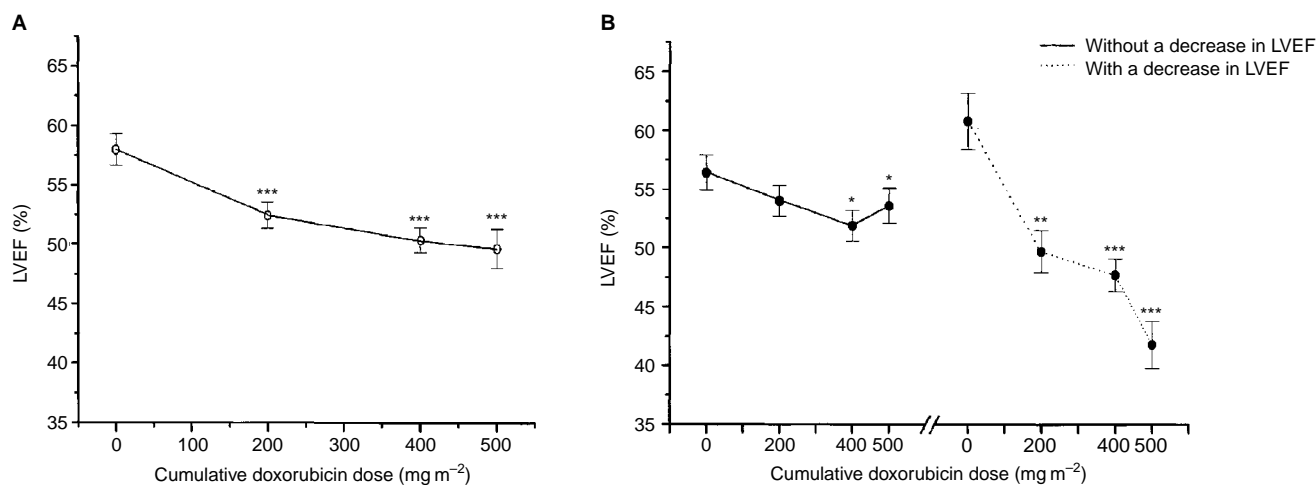 A
65
60
55
50
45
40
35
LVEF (%)
***
***
***
0 100 200 300 400 500
Cumulative doxorubicin dose (mg m⁻²)
B
Without a decrease in LVEF
With a decrease in LVEF
65
60
55
50
45
40
35
LVEF (%)
*
*
**
***
***
0 200 400 500 0 200 400 500
Cumulative doxorubicin dose (mg m⁻²)